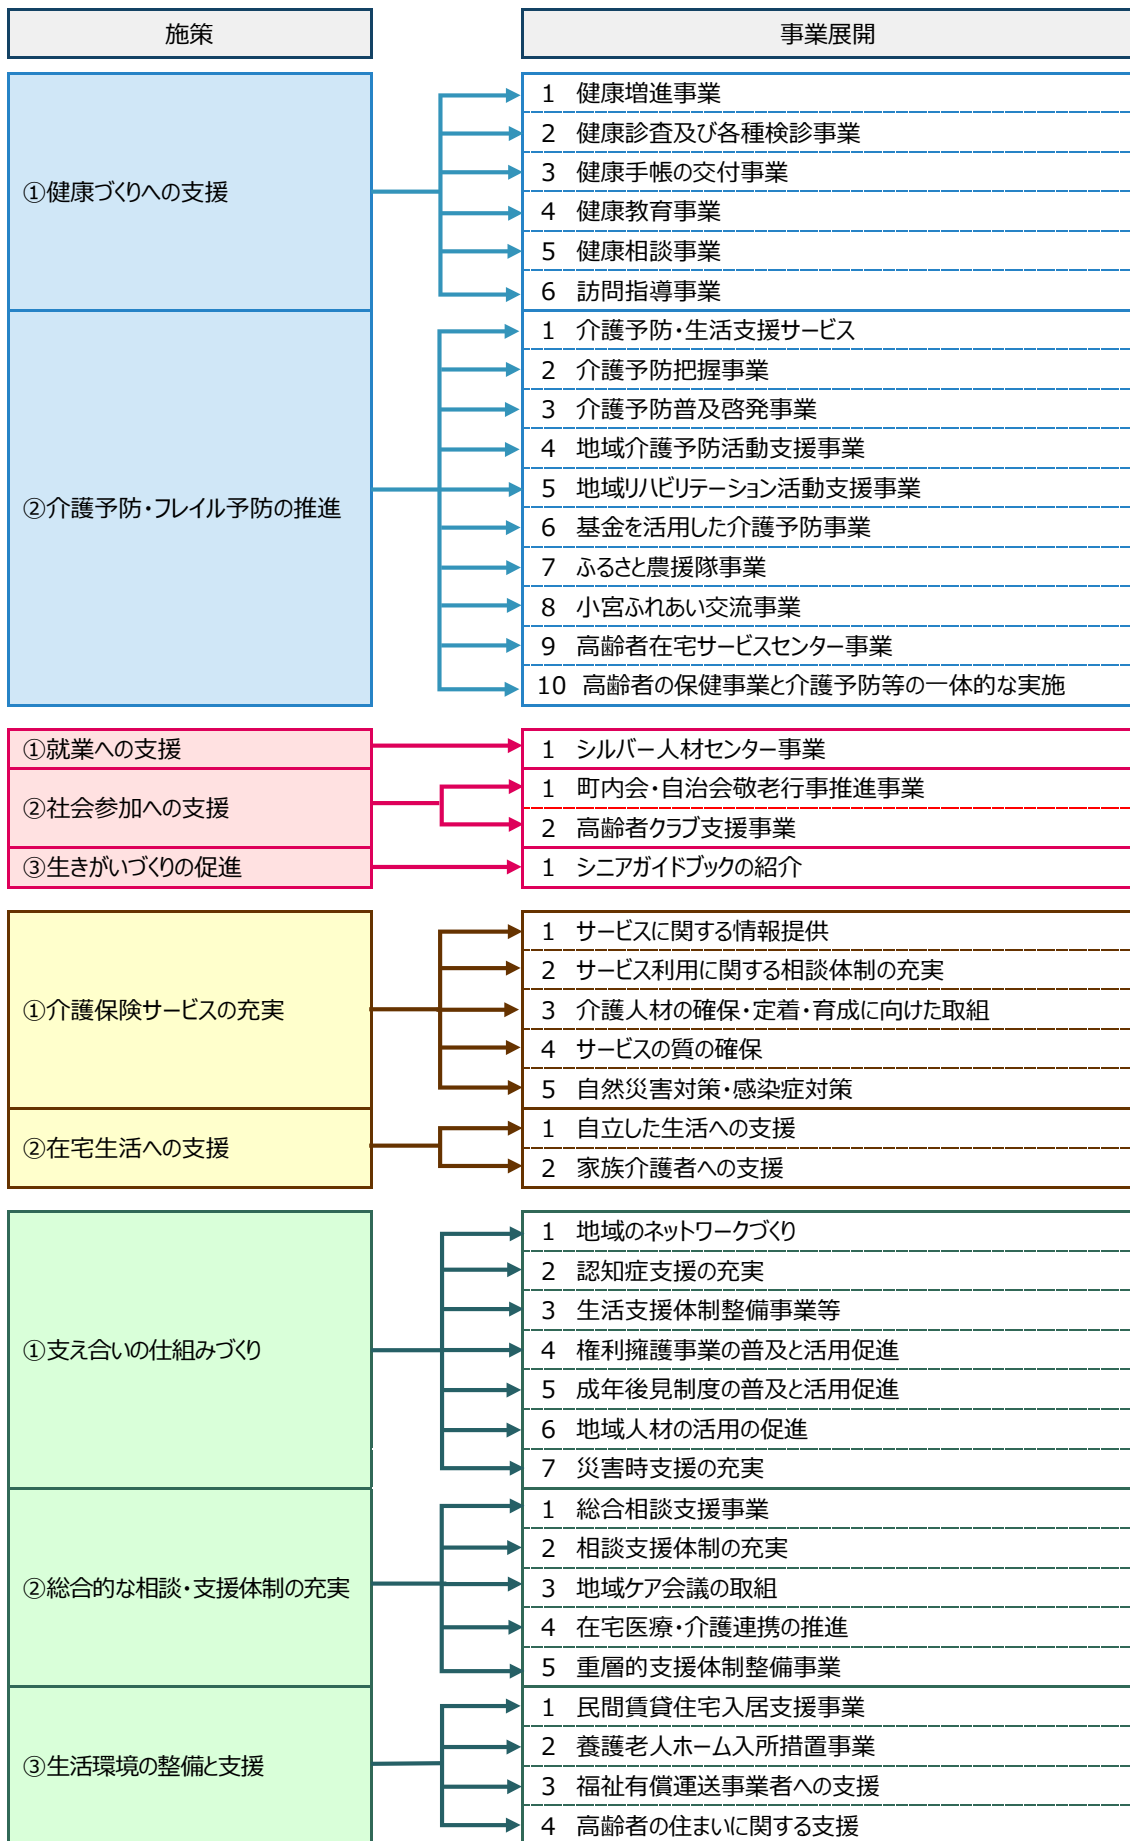 施策
事業展開
①健康づくりへの支援
1 健康増進事業
2 健康診査及び各種検診事業
3 健康手帳の交付事業
4 健康教育事業
5 健康相談事業
6 訪問指導事業
②介護予防・フレイル予防の推進
1 介護予防・生活支援サービス
2 介護予防把握事業
3 介護予防普及啓発事業
4 地域介護予防活動支援事業
5 地域リハビリテーション活動支援事業
6 基金を活用した介護予防事業
7 ふるさと農援隊事業
8 小宮ふれあい交流事業
9 高齢者在宅サービスセンター事業
10 高齢者の保健事業と介護予防等の一体的な実施
①就業への支援
1 シルバー人材センター事業
②社会参加への支援
1 町内会・自治会敬老行事推進事業
2 高齢者クラブ支援事業
③生きがいづくりの促進
1 シニアガイドブックの紹介
①介護保険サービスの充実
1 サービスに関する情報提供
2 サービス利用に関する相談体制の充実
3 介護人材の確保・定着・育成に向けた取組
4 サービスの質の確保
5 自然災害対策・感染症対策
②在宅生活への支援
1 自立した生活への支援
2 家族介護者への支援
①支え合いの仕組みづくり
1 地域のネットワークづくり
2 認知症支援の充実
3 生活支援体制整備事業等
4 権利擁護事業の普及と活用促進
5 成年後見制度の普及と活用促進
6 地域人材の活用の促進
7 災害時支援の充実
②総合的な相談・支援体制の充実
1 総合相談支援事業
2 相談支援体制の充実
3 地域ケア会議の取組
4 在宅医療・介護連携の推進
5 重層的支援体制整備事業
③生活環境の整備と支援
1 民間賃貸住宅入居支援事業
2 養護老人ホーム入所措置事業
3 福祉有償運送事業者への支援
4 高齢者の住まいに関する支援